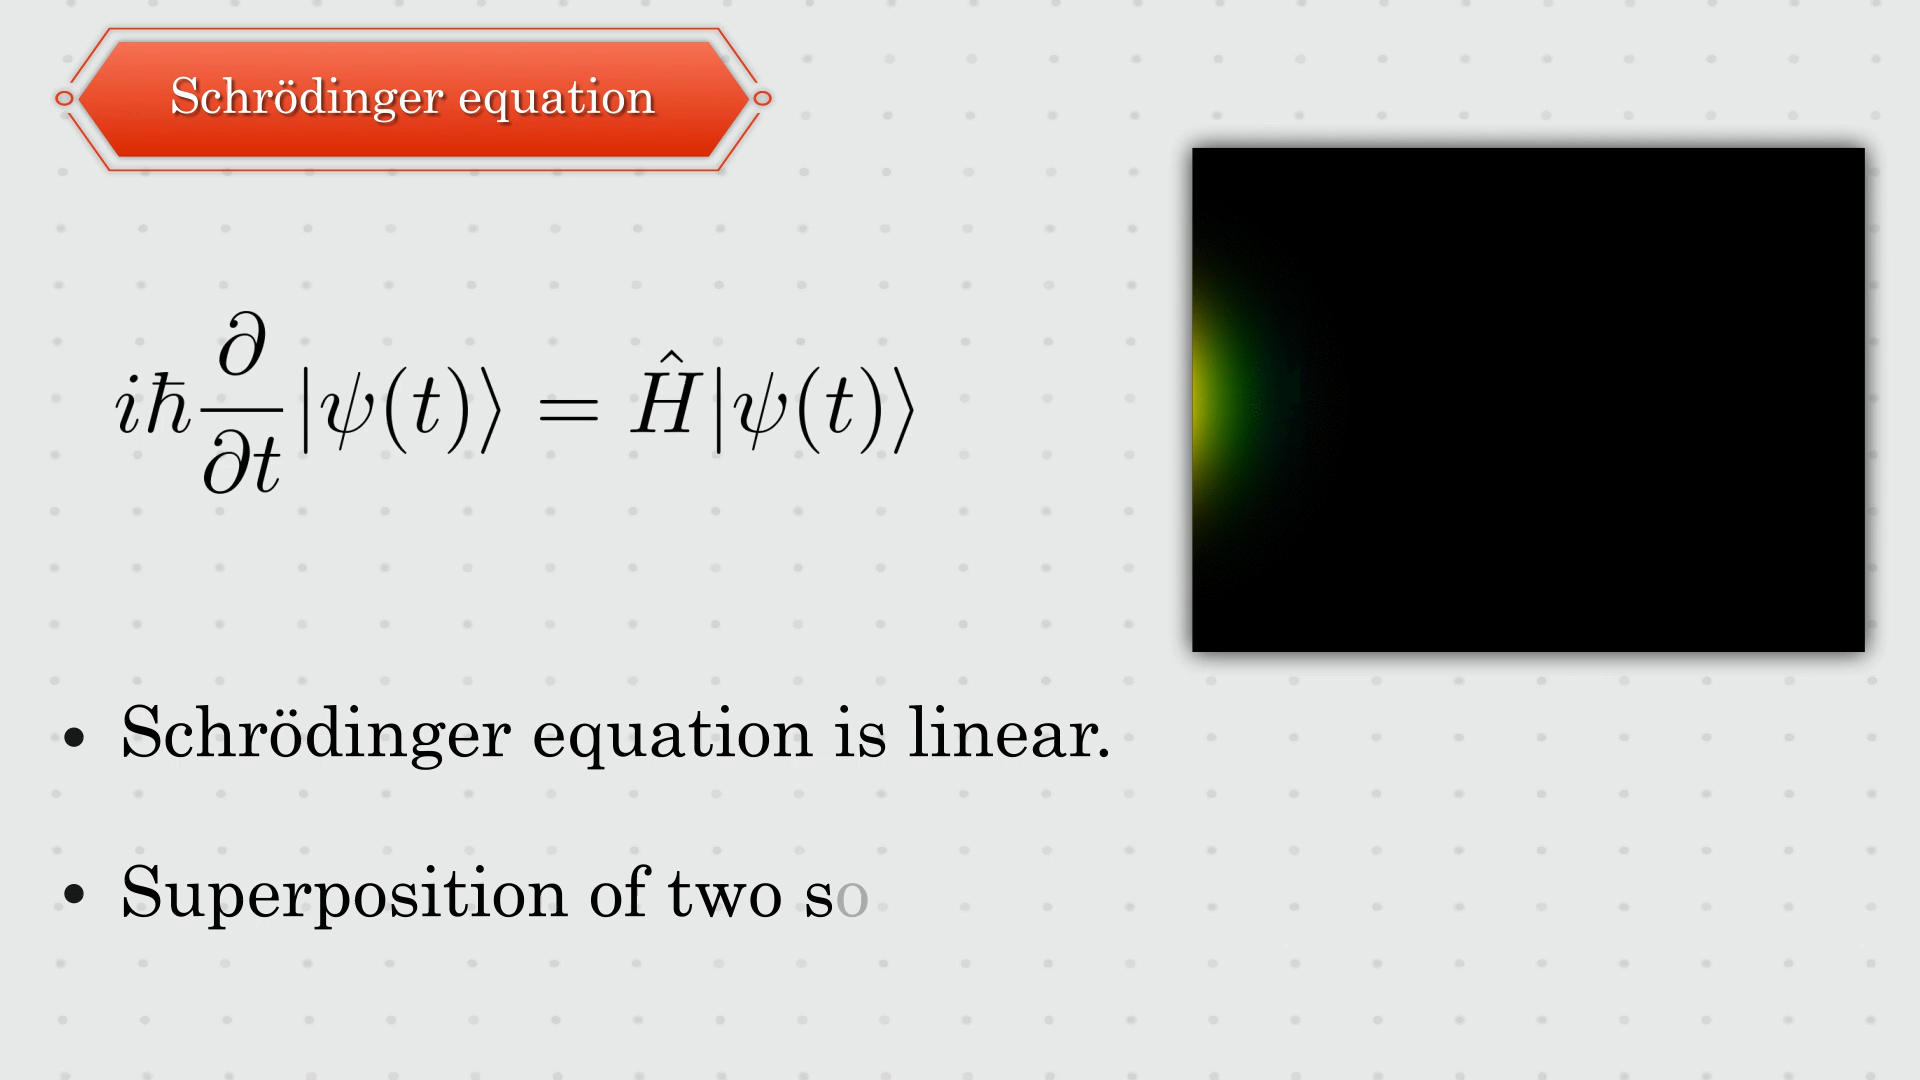 Schrödinger equation
iℏ ∂/∂t |ψ(t)⟩ = Ĥ|ψ(t)⟩
• Schrödinger equation is linear.
• Superposition of two so